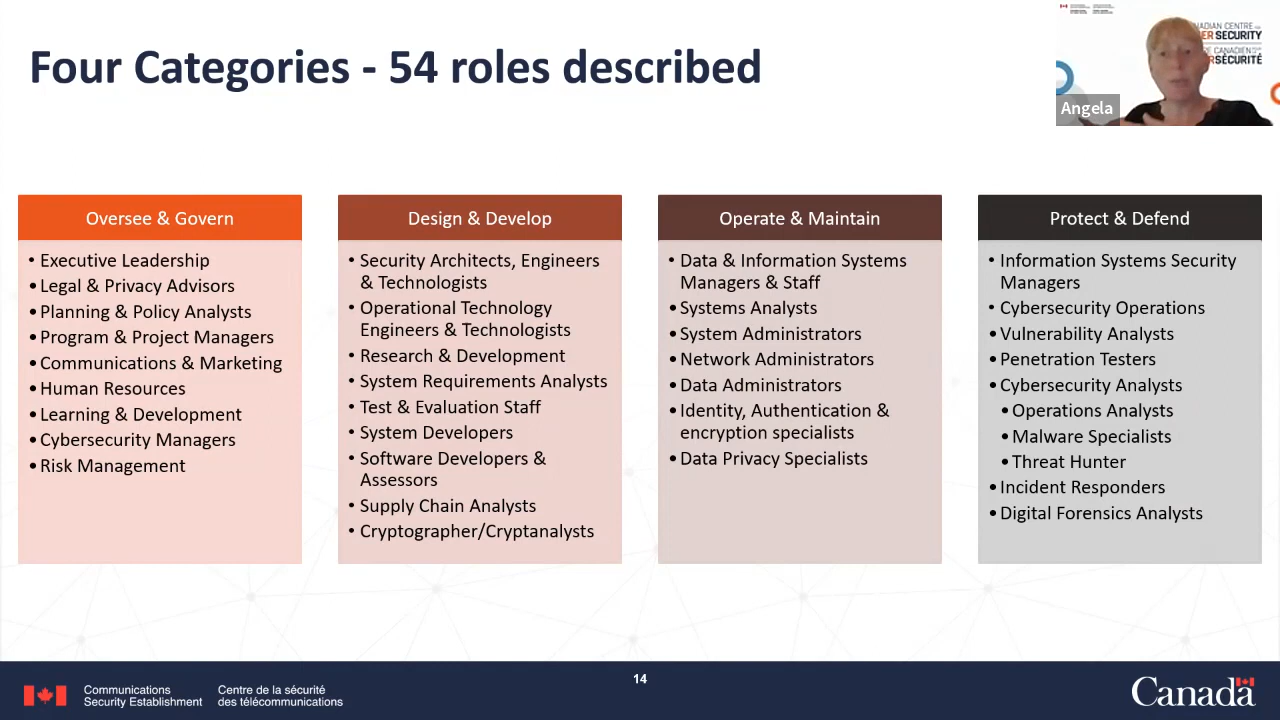 Four Categories - 54 roles described
ADIAN CENTRE
ER SECURITY
E CANADIEN
RSÉCURITÉ
Angela
Oversee & Govern
• Executive Leadership
• Legal & Privacy Advisors
• Planning & Policy Analysts
• Program & Project Managers
• Communications & Marketing
• Human Resources
• Learning & Development
• Cybersecurity Managers
• Risk Management
Design & Develop
• Security Architects, Engineers
& Technologists
• Operational Technology
Engineers & Technologists
• Research & Development
• System Requirements Analysts
• Test & Evaluation Staff
• System Developers
• Software Developers &
Assessors
• Supply Chain Analysts
• Cryptographer/Cryptanalysts
Operate & Maintain
• Data & Information Systems
Managers & Staff
• Systems Analysts
• System Administrators
• Network Administrators
• Data Administrators
• Identity, Authentication &
encryption specialists
• Data Privacy Specialists
Protect & Defend
• Information Systems Security
Managers
• Cybersecurity Operations
• Vulnerability Analysts
• Penetration Testers
• Cybersecurity Analysts
• Operations Analysts
• Malware Specialists
• Threat Hunter
• Incident Responders
• Digital Forensics Analysts
14
Communications
Security Establishment
Centre de la sécurité
des télécommunications
Canada